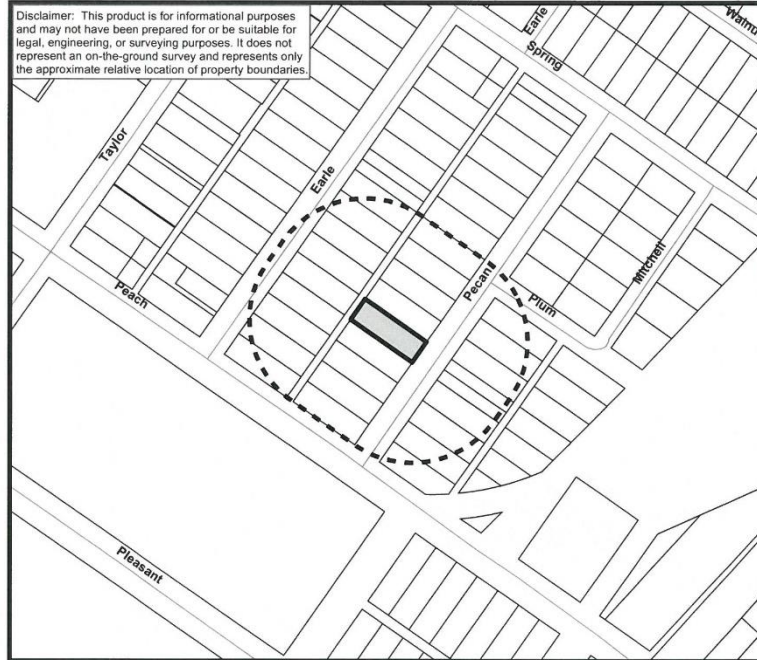 Disclaimer: This product is for informational purposes
and may not have been prepared for or be suitable for
legal, engineering, or surveying purposes. It does not
represent an on-the-ground survey and represents only
the approximate relative location of property boundaries.
Earle
Walnu
Spring
Taylor
Earle
Pecan
Mitchell
Peach
Plum
Pleasant